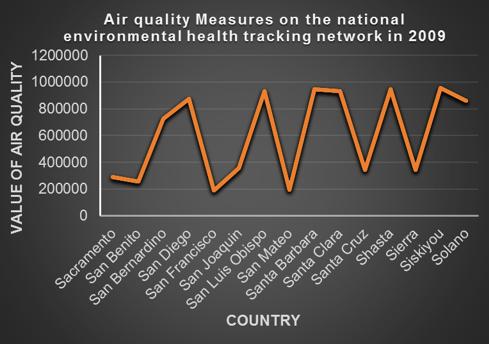 Air quality Measures on the national
environmental health tracking network in 2009
VALUE OF AIR QUALITY
1200000
1000000
800000
600000
400000
200000
0
Sacramento
San Benito
San Bernardino
San Diego
San Francisco
San Joaquin
San Luis Obispo
San Mateo
Santa Barbara
Santa Clara
Santa Cruz
Shasta
Sierra
Siskiyou
Solano
COUNTRY